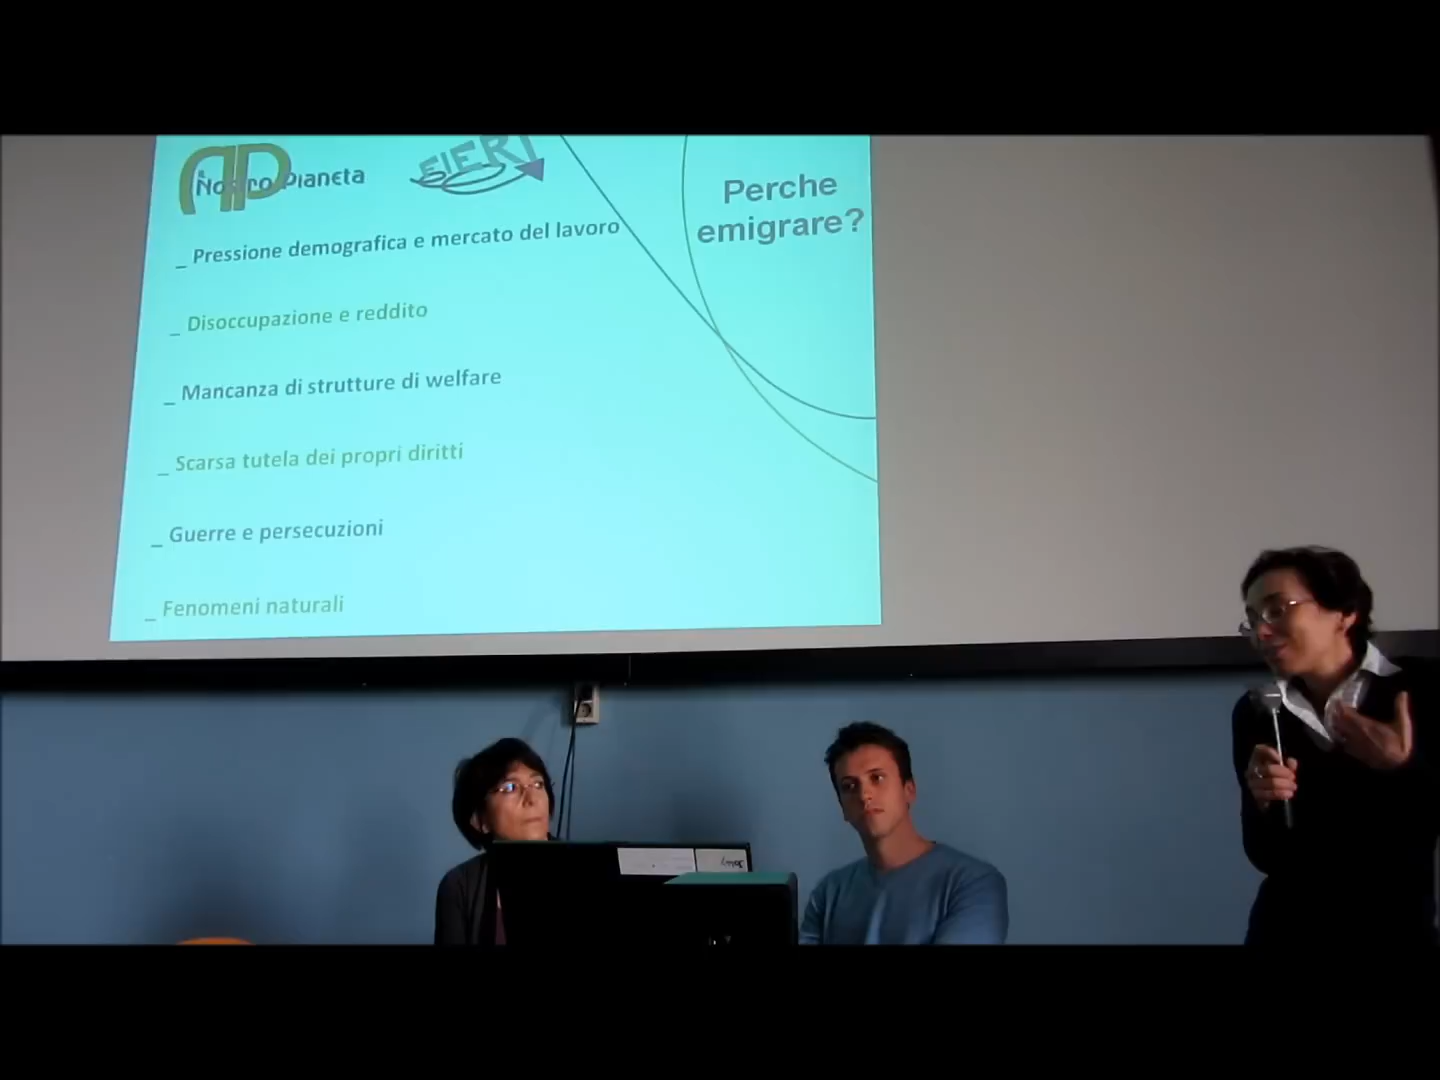 Il Nostro Pianeta
FIERI
Perche
emigrare?
_ Pressione demografica e mercato del lavoro
_ Disoccupazione e reddito
_ Mancanza di strutture di welfare
_ Scarsa tutela dei propri diritti
_ Guerre e persecuzioni
_ Fenomeni naturali